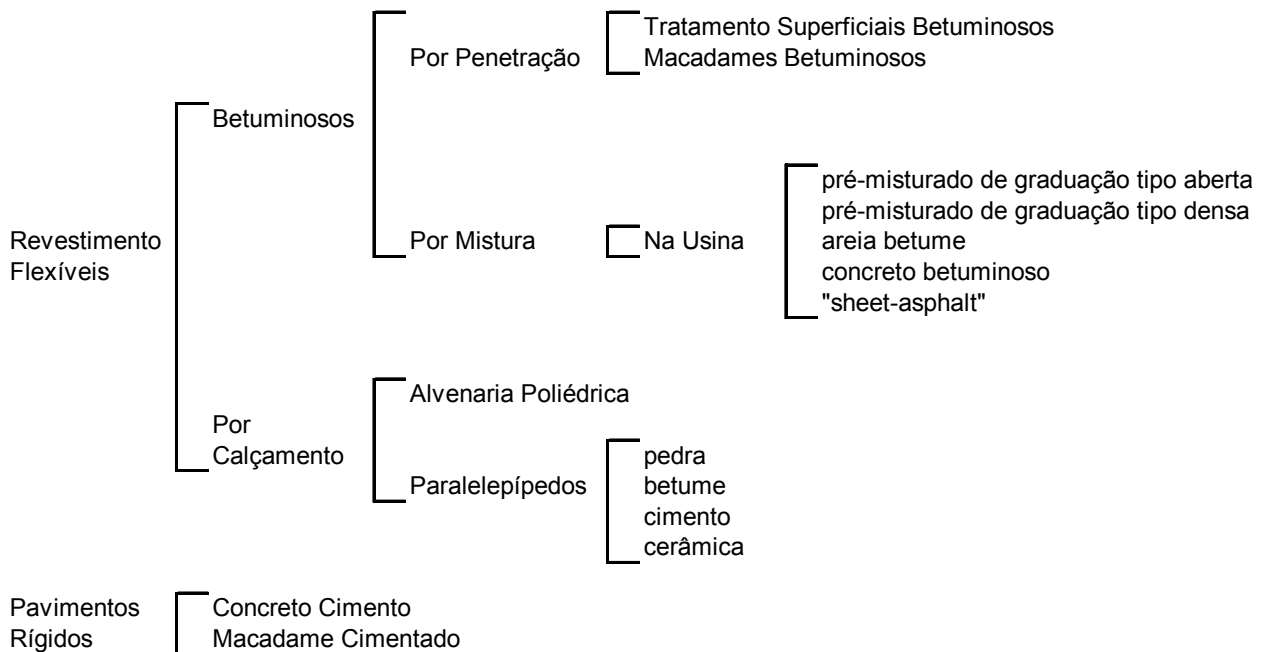 Revestimento
Flexíveis
Betuminosos
Por Penetração
Tratamento Superficiais Betuminosos
Macadames Betuminosos
Por Mistura
Na Usina
pré-misturado de graduação tipo aberta
pré-misturado de graduação tipo densa
areia betume
concreto betuminoso
"sheet-asphalt"
Por
Calçamento
Alvenaria Poliédrica
Paralelepípedos
pedra
betume
cimento
cerâmica
Pavimentos
Rígidos
Concreto Cimento
Macadame Cimentado